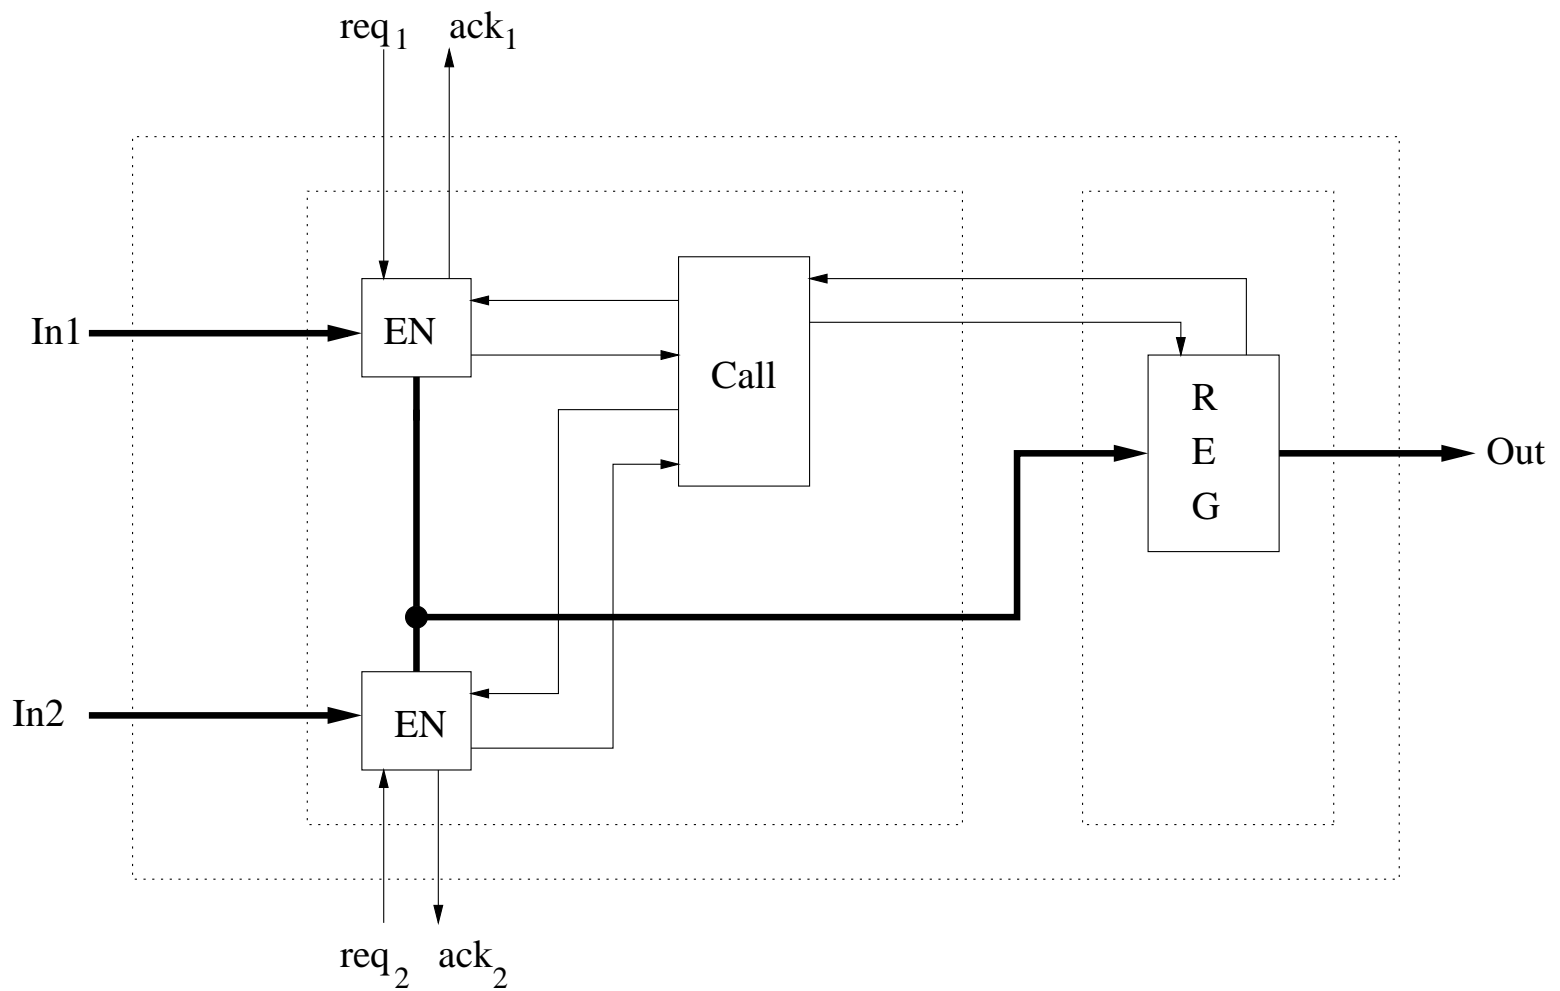 req1 ack1
In1
EN
Call
R
E
G
Out
In2
EN
req2 ack2